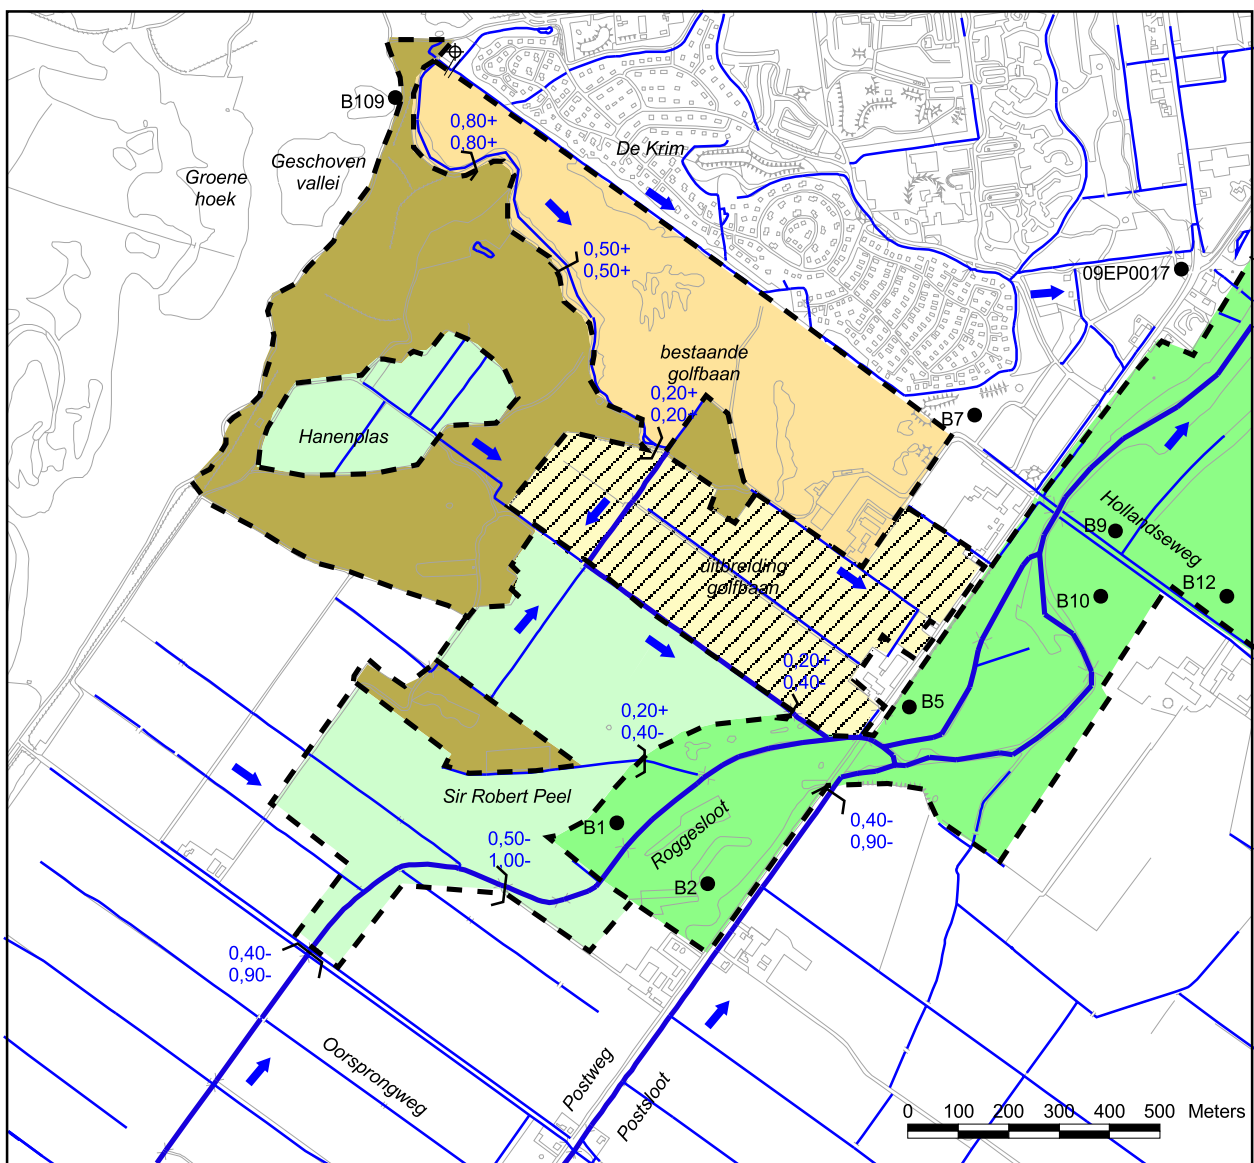 B109
0,80+
0,80+
De Krim
Geschoven
vallei
Groene
hoek
0,50+
0,50+
09EP0017
bestaande
golfbaan
0,20+
0,20+
B7
Hanenplas
Hollandseweg
B9
B12
B10
uitbreiding
golfbaan
0,20+
0,40-
B5
0,20+
0,40-
Sir Robert Peel
B1
Roggesloot
0,40-
0,90-
0,50-
1,00-
B2
0,40-
0,90-
Oorsprongweg
Postweg
Postsloot
0 100 200 300 400 500 Meters